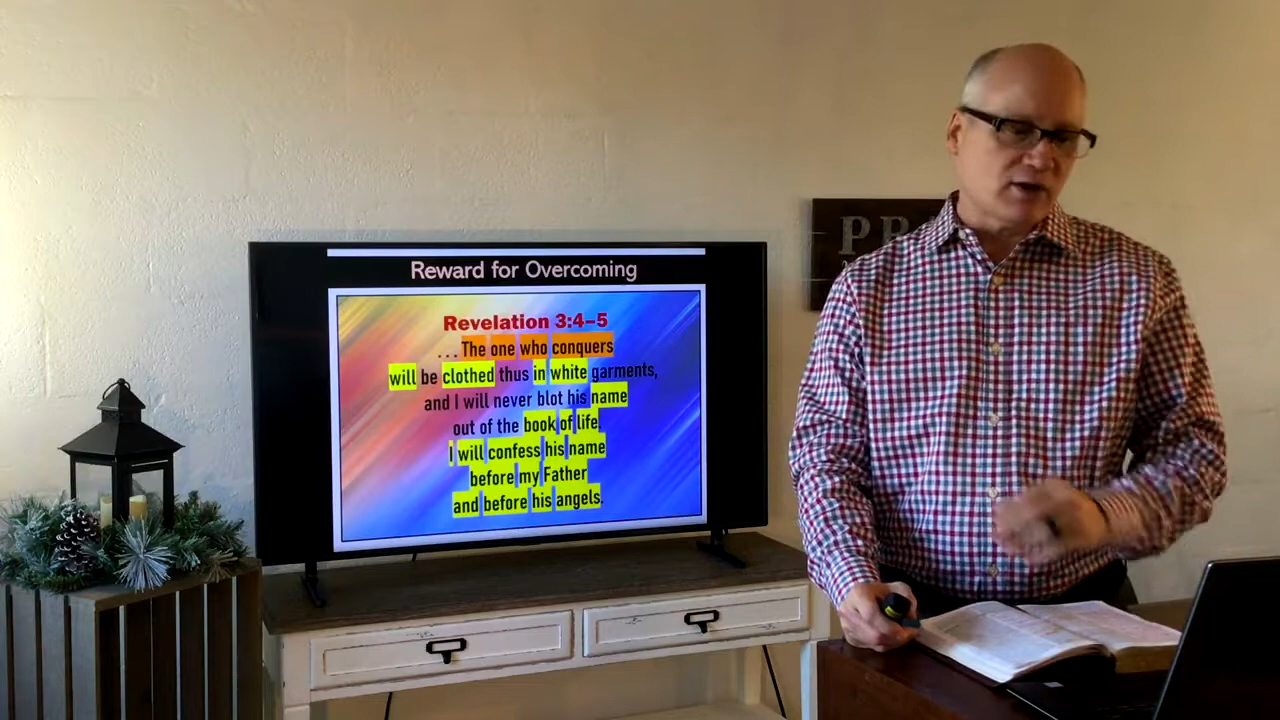 Reward for Overcoming
Revelation 3:4–5
...The one who conquers
will be clothed thus in white garments,
and I will never blot his name
out of the book of life.
I will confess his name
before my Father
and before his angels.
PR